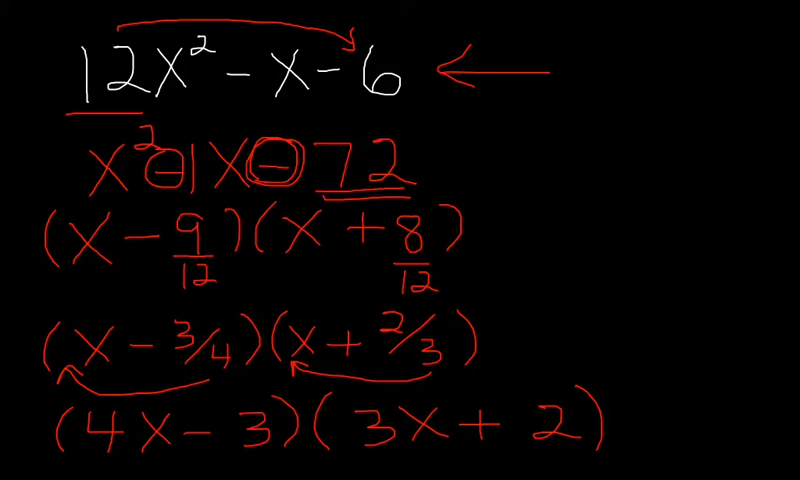 12x² - x - 6
x² - 1x - 72
(x - 9/12)(x + 8/12)
(x - 3/4)(x + 2/3)
(4x - 3)(3x + 2)